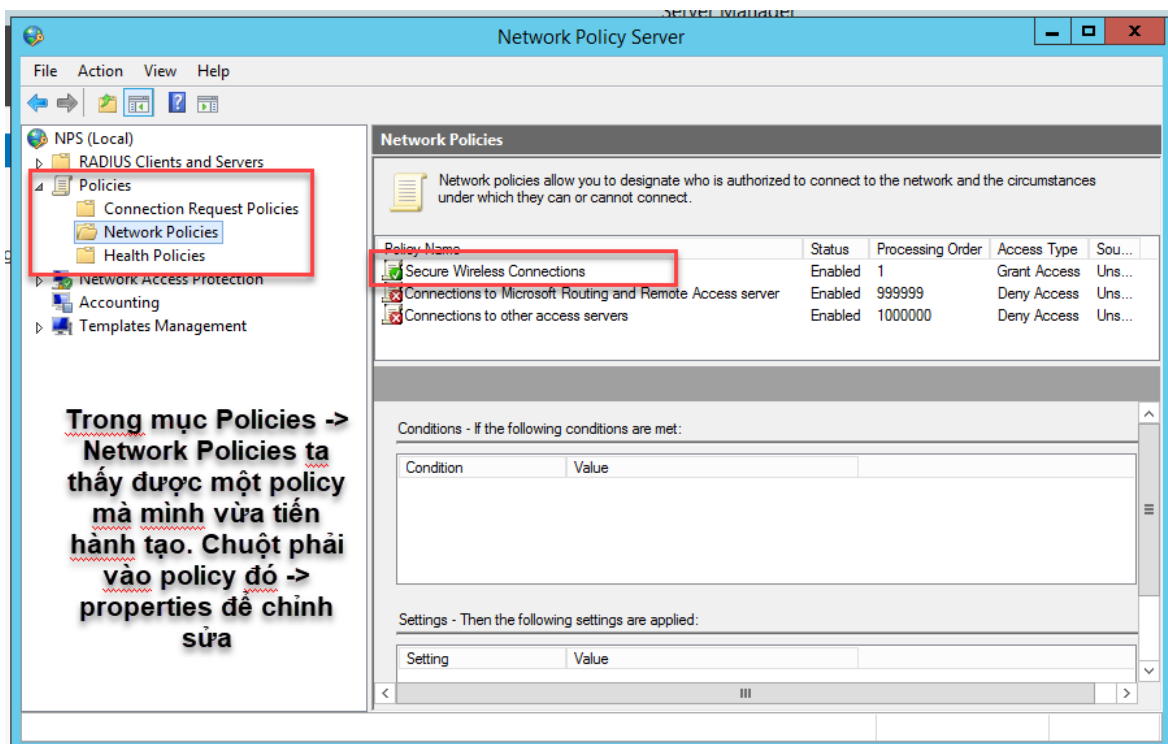 Server Manager
Network Policy Server
File Action View Help
NPS (Local)
RADIUS Clients and Servers
Policies
Connection Request Policies
Network Policies
Health Policies
Network Access Protection
Accounting
Templates Management
Trong mục Policies ->
Network Policies ta
thấy được một policy
mà mình vừa tiến
hành tạo. Chuột phải
vào policy đó ->
properties để chỉnh
sửa
Network Policies
Network policies allow you to designate who is authorized to connect to the network and the circumstances
under which they can or cannot connect.
Policy Name Status Processing Order Access Type Sou...
Secure Wireless Connections Enabled 1 Grant Access Uns...
Connections to Microsoft Routing and Remote Access server Enabled 999999 Deny Access Uns...
Connections to other access servers Enabled 1000000 Deny Access Uns...
Conditions - If the following conditions are met:
Condition Value
Settings - Then the following settings are applied:
Setting Value